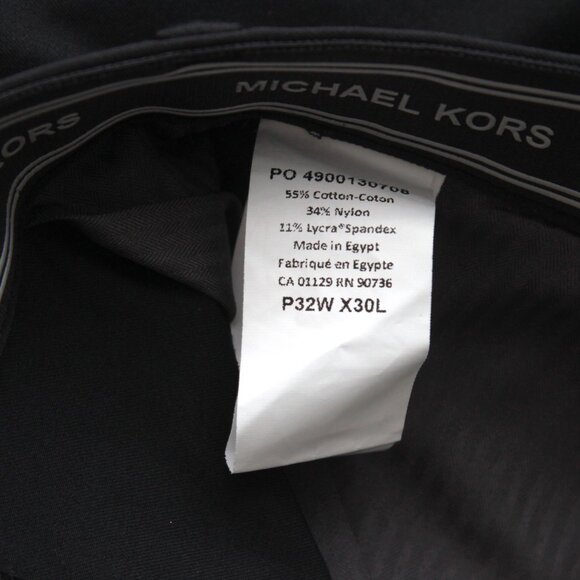 MICHAEL KORS
KORS
PO 4900130708
55% Cotton-Coton
34% Nylon
11% Lycra®Spandex
Made in Egypt
Fabriqué en Egypte
CA 01129 RN 90736
P32W X30L